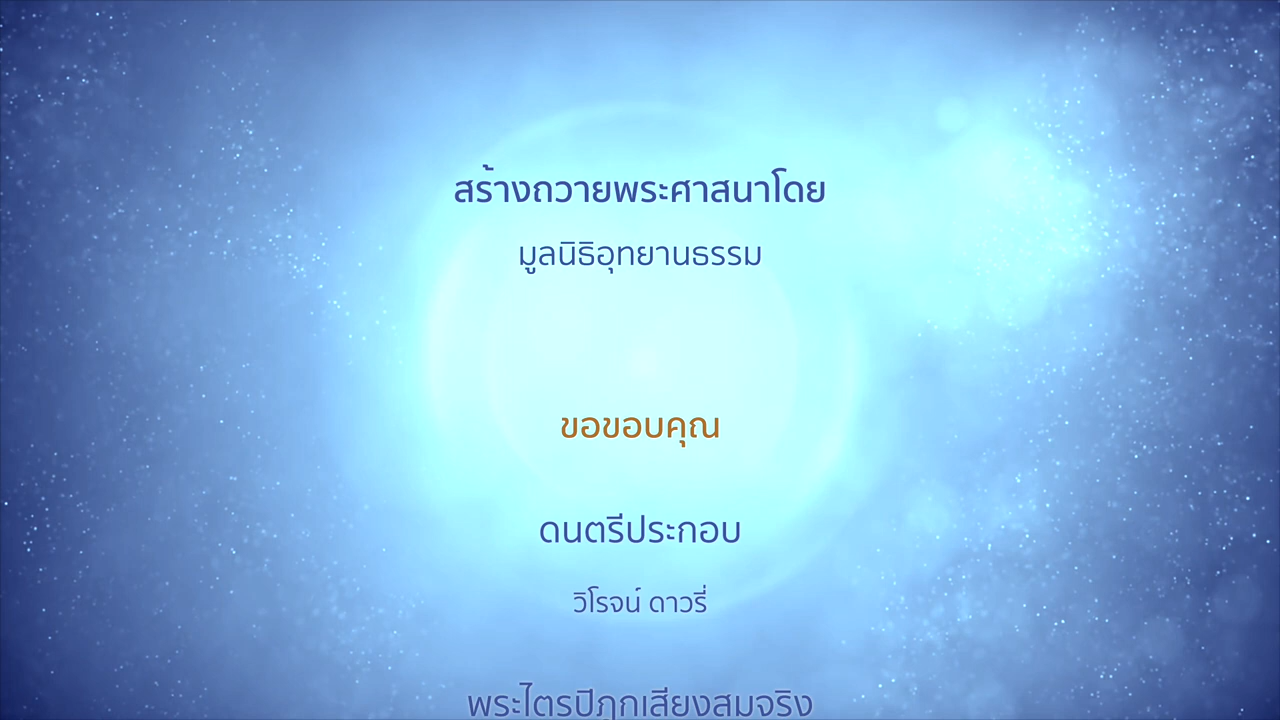 สร้างถวายพระศาสนาโดย
มูลนิธิอุทยานธรรม
ขอขอบคุณ
ดนตรีประกอบ
วิโรจน์ ดาวรี่
พระไตรปิฎกเสียงสมจริง